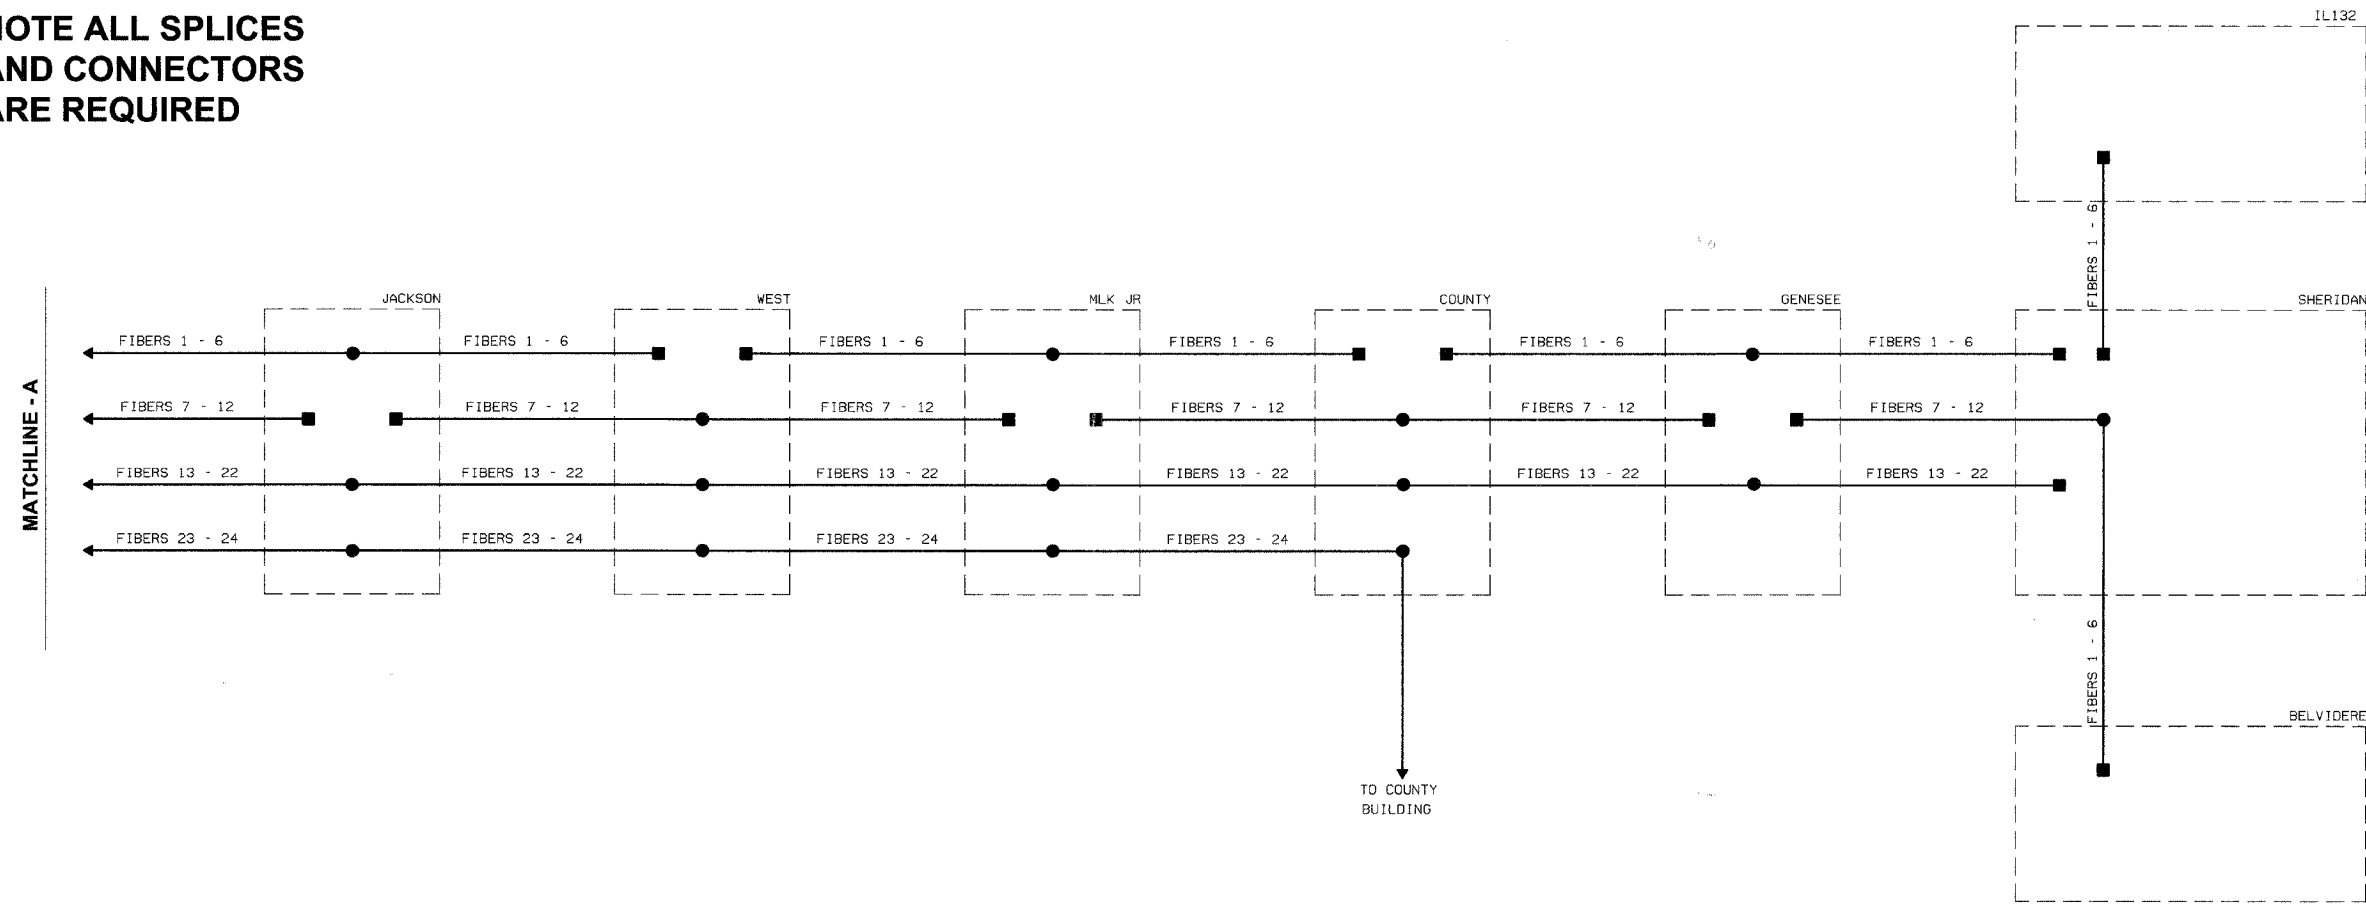 NOTE ALL SPLICES
AND CONNECTORS
ARE REQUIRED
IL132
FIBERS 1 - 6
JACKSON
WEST
MLK JR
COUNTY
GENESEE
SHERIDAN
FIBERS 1 - 6
FIBERS 1 - 6
FIBERS 1 - 6
FIBERS 1 - 6
FIBERS 1 - 6
FIBERS 1 - 6
MATCHLINE - A
FIBERS 7 - 12
FIBERS 7 - 12
FIBERS 7 - 12
FIBERS 7 - 12
FIBERS 7 - 12
FIBERS 7 - 12
FIBERS 13 - 22
FIBERS 13 - 22
FIBERS 13 - 22
FIBERS 13 - 22
FIBERS 13 - 22
FIBERS 13 - 22
FIBERS 23 - 24
FIBERS 23 - 24
FIBERS 23 - 24
FIBERS 23 - 24
FIBERS 1 - 6
BELVIDERE
TO COUNTY
BUILDING